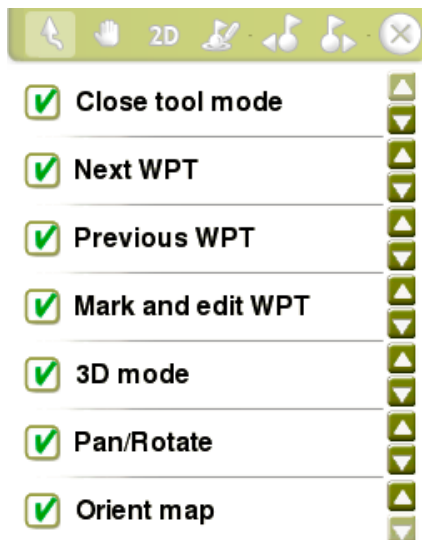 2D
Close tool mode
Next WPT
Previous WPT
Mark and edit WPT
3D mode
Pan/Rotate
Orient map